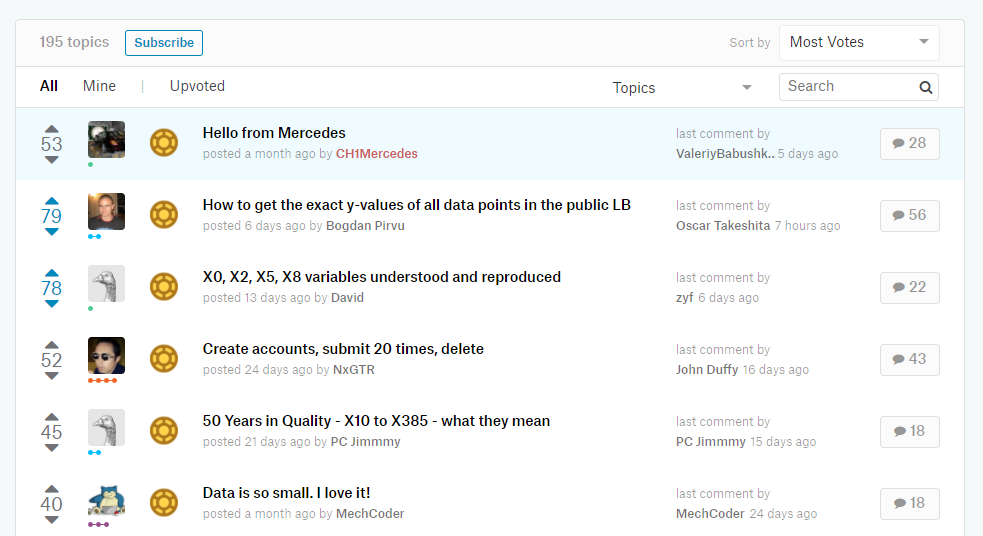 195 topics Subscribe Sort by Most Votes
All Mine | Upvoted Topics Search
53 Hello from Mercedes last comment by 28
posted a month ago by CH1Mercedes ValeriyBabushk.. 5 days ago
79 How to get the exact y-values of all data points in the public LB last comment by 56
posted 6 days ago by Bogdan Pirvu Oscar Takeshita 7 hours ago
78 X0, X2, X5, X8 variables understood and reproduced last comment by 22
posted 13 days ago by David zyf 6 days ago
52 Create accounts, submit 20 times, delete last comment by 43
posted 24 days ago by NxGTR John Duffy 16 days ago
45 50 Years in Quality - X10 to X385 - what they mean last comment by 18
posted 21 days ago by PC Jimmmy PC Jimmmy 15 days ago
40 Data is so small. I love it! last comment by 18
posted a month ago by MechCoder MechCoder 24 days ago